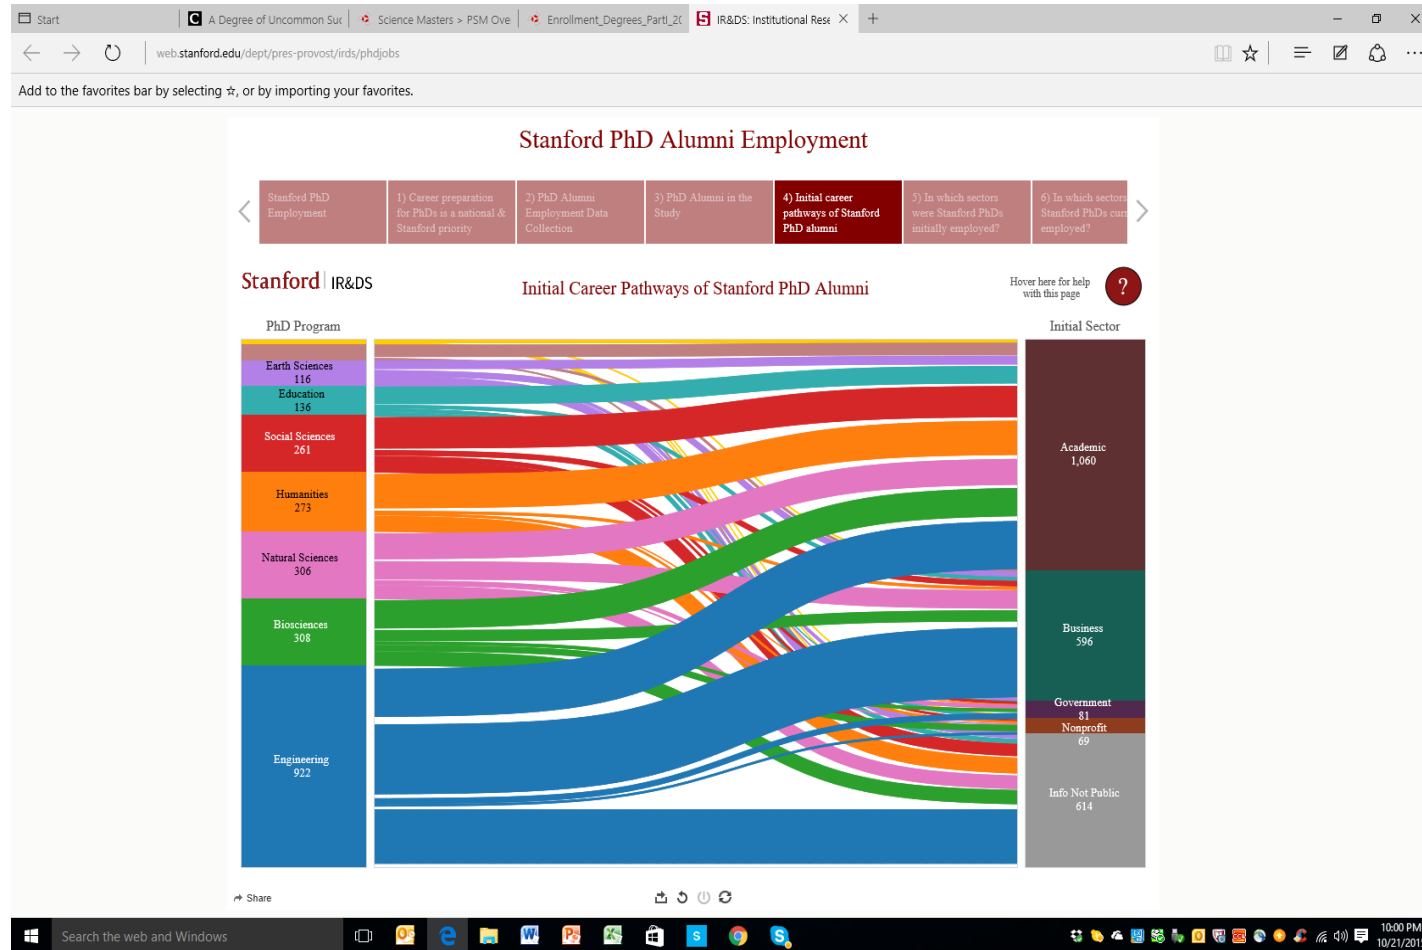 Start
A Degree of Uncommon Suc
Science Masters > PSM Ove
Enrollment_Degrees_PartI_20
IR&DS: Institutional Rese
web.stanford.edu/dept/pres-provost/irds/phdjobs
Add to the favorites bar by selecting ☆, or by importing your favorites.
Stanford PhD Alumni Employment
Stanford PhD
Employment
1) Career preparation
for PhDs is a national &
Stanford priority
2) PhD Alumni
Employment Data
Collection
3) PhD Alumni in the
Study
4) Initial career
pathways of Stanford
PhD alumni
5) In which sectors
were Stanford PhDs
initially employed?
6) In which sectors
Stanford PhDs curr
employed?
Stanford IR&DS
Initial Career Pathways of Stanford PhD Alumni
Hover here for help
with this page
?
PhD Program
Initial Sector
Earth Sciences
116
Education
136
Social Sciences
261
Humanities
273
Natural Sciences
306
Biosciences
308
Engineering
922
Academic
1,060
Business
596
Government
81
Nonprofit
69
Info Not Public
614
Share
Search the web and Windows
10:00 PM
10/21/201